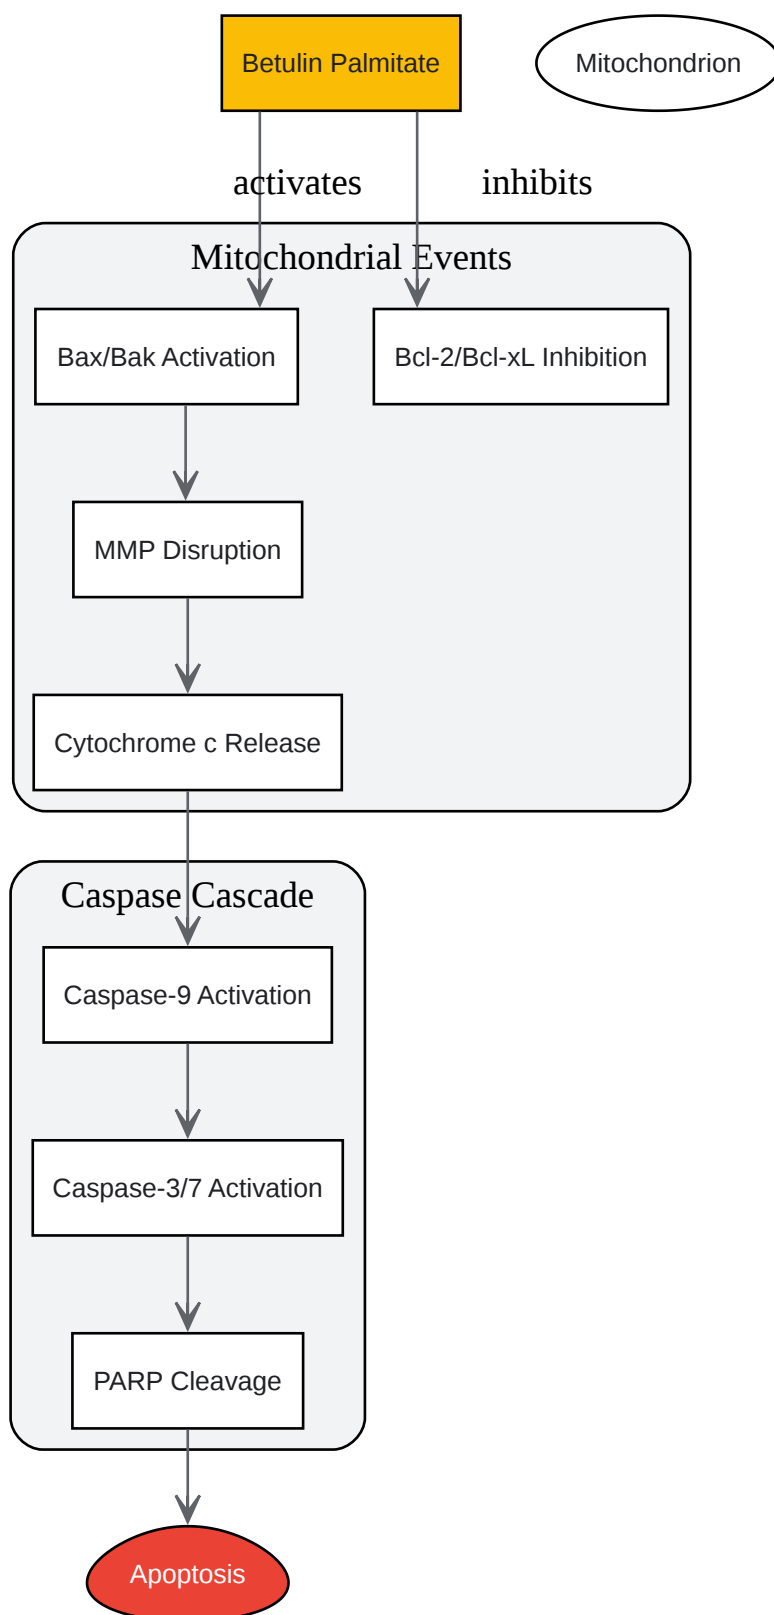 Betulin Palmitate
Mitochondrion
activates
inhibits
Mitochondrial Events
Bax/Bak Activation
Bcl-2/Bcl-xL Inhibition
MMP Disruption
Cytochrome c Release
Caspase Cascade
Caspase-9 Activation
Caspase-3/7 Activation
PARP Cleavage
Apoptosis